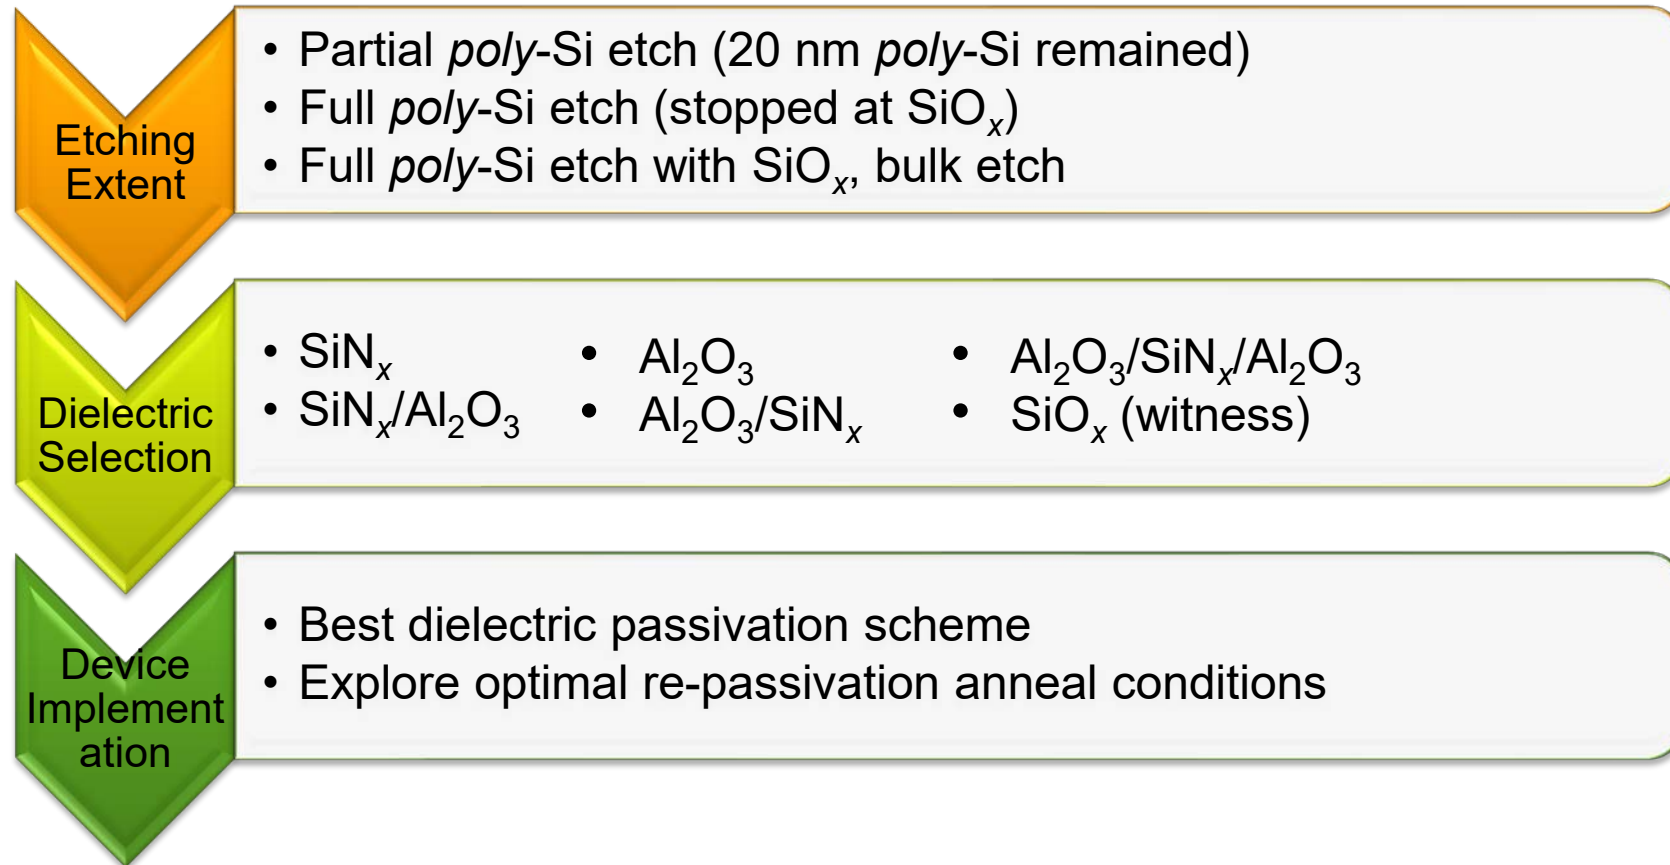 Etching
Extent
• Partial poly-Si etch (20 nm poly-Si remained)
• Full poly-Si etch (stopped at SiOₓ)
• Full poly-Si etch with SiOₓ, bulk etch
Dielectric
Selection
• SiNₓ • Al₂O₃ • Al₂O₃/SiNₓ/Al₂O₃
• SiNₓ/Al₂O₃ • Al₂O₃/SiNₓ • SiOₓ (witness)
Device
Implement
ation
• Best dielectric passivation scheme
• Explore optimal re-passivation anneal conditions